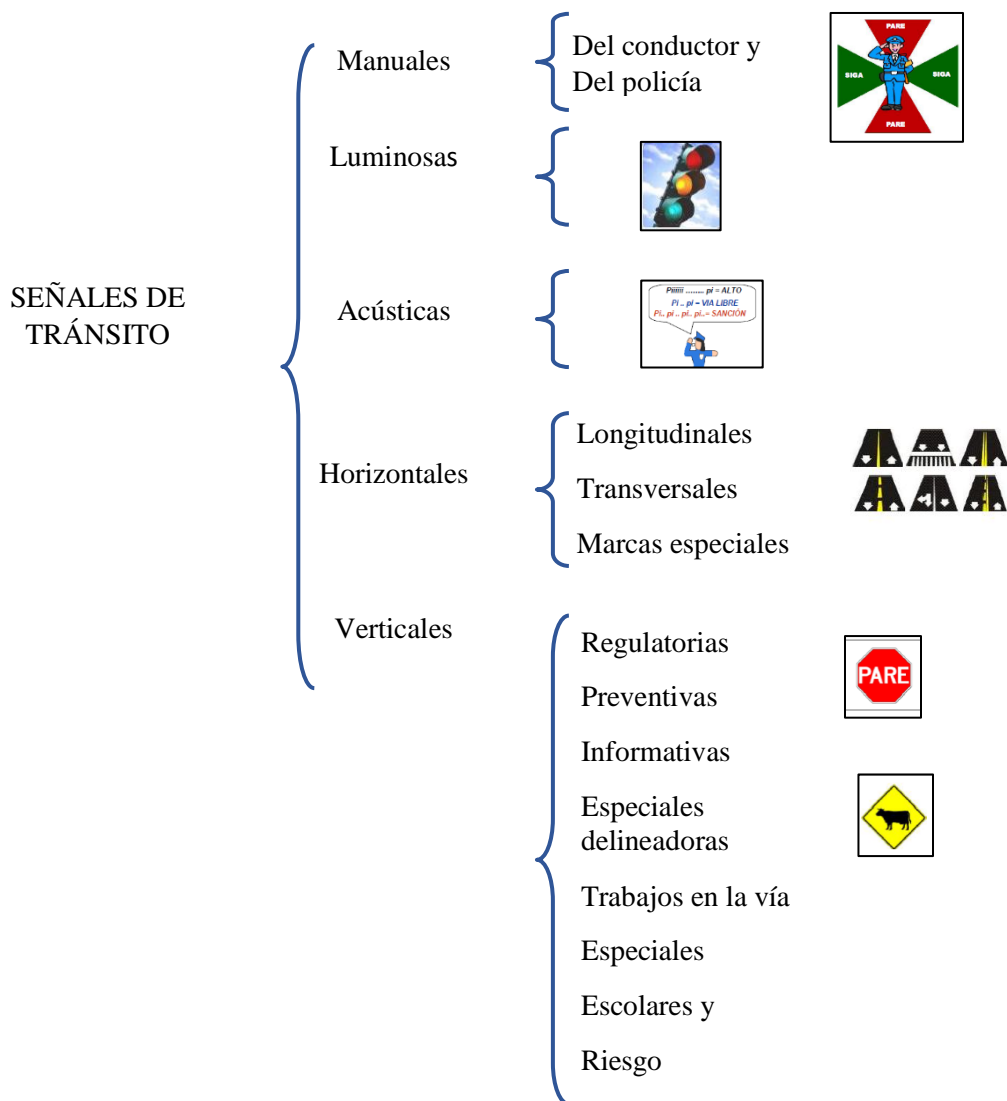 SEÑALES DE
TRÁNSITO
Manuales
Del conductor y
Del policía
PARE
SIGA
SIGA
PARE
Luminosas
Acústicas
Piiiiii ......... pi = ALTO
Pi .. pi = VIA LIBRE
Pi.. pi .. pi.. pi..= SANCIÓN
Horizontales
Longitudinales
Transversales
Marcas especiales
Verticales
Regulatorias
PARE
Preventivas
Informativas
Especiales
delineadoras
Trabajos en la vía
Especiales
Escolares y
Riesgo